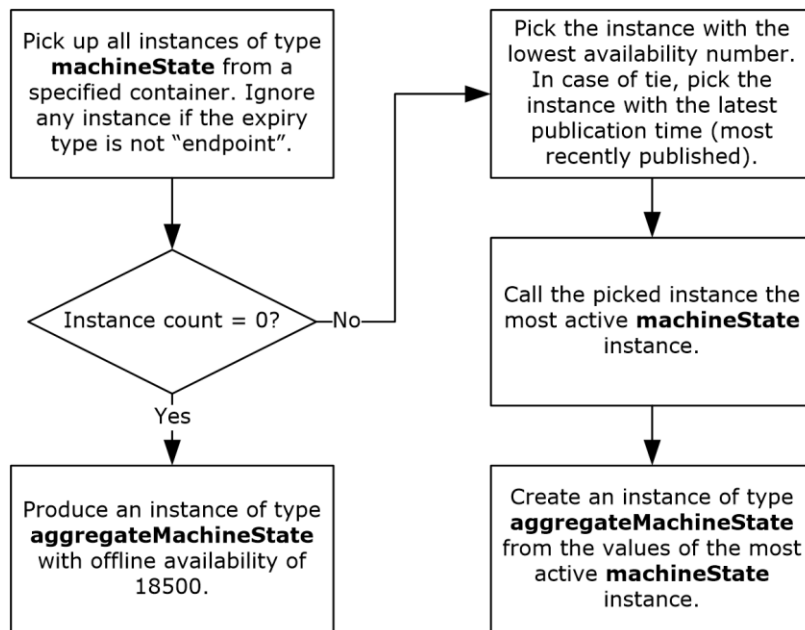 Pick up all instances of type
machineState from a
specified container. Ignore
any instance if the expiry
type is not “endpoint”.
Instance count = 0?
No
Yes
Produce an instance of type
aggregateMachineState
with offline availability of
18500.
Pick the instance with the
lowest availability number.
In case of tie, pick the
instance with the latest
publication time (most
recently published).
Call the picked instance the
most active machineState
instance.
Create an instance of type
aggregateMachineState
from the values of the most
active machineState
instance.